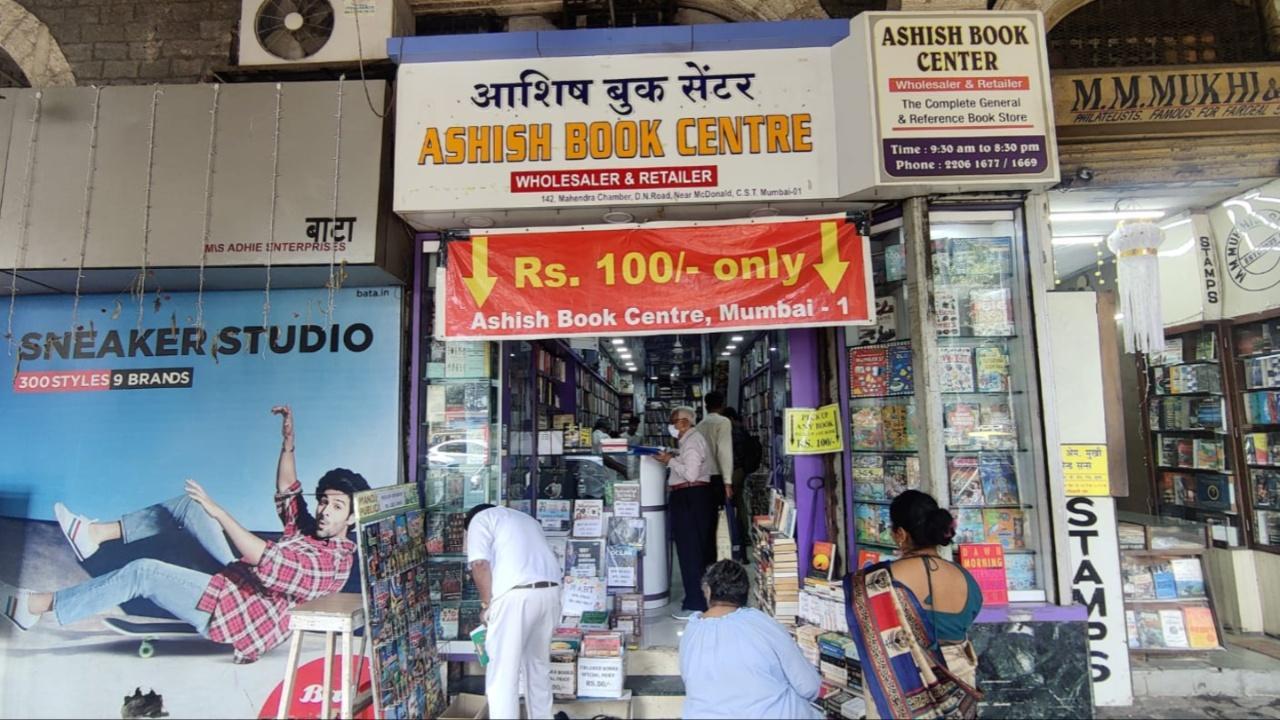 आशिष बुक सेंटर
ASHISH BOOK CENTRE
WHOLESALER & RETAILER
142, Mahendra Chamber, D.N.Road, Near McDonald, C.S.T. Mumbai-01
ASHISH BOOK
CENTER
Wholesaler & Retailer
The Complete General
& Reference Book Store
Time : 9:30 am to 8:30 pm
Phone : 2206 1677 / 1669
M.M.MUKHI &
PHILATELISTS. FAMOUS FOR FAIRDEAL
बाटा
M\S ADHIE ENTERPRISES
bata.in
SNEAKER STUDIO
300 STYLES 9 BRANDS
Rs. 100/- only
Ashish Book Centre, Mumbai - 1
PICK UP
ANY BOOK
RS. 100/-
STAMPS
STAMPS
DAWN
MORNING
RS.50/-